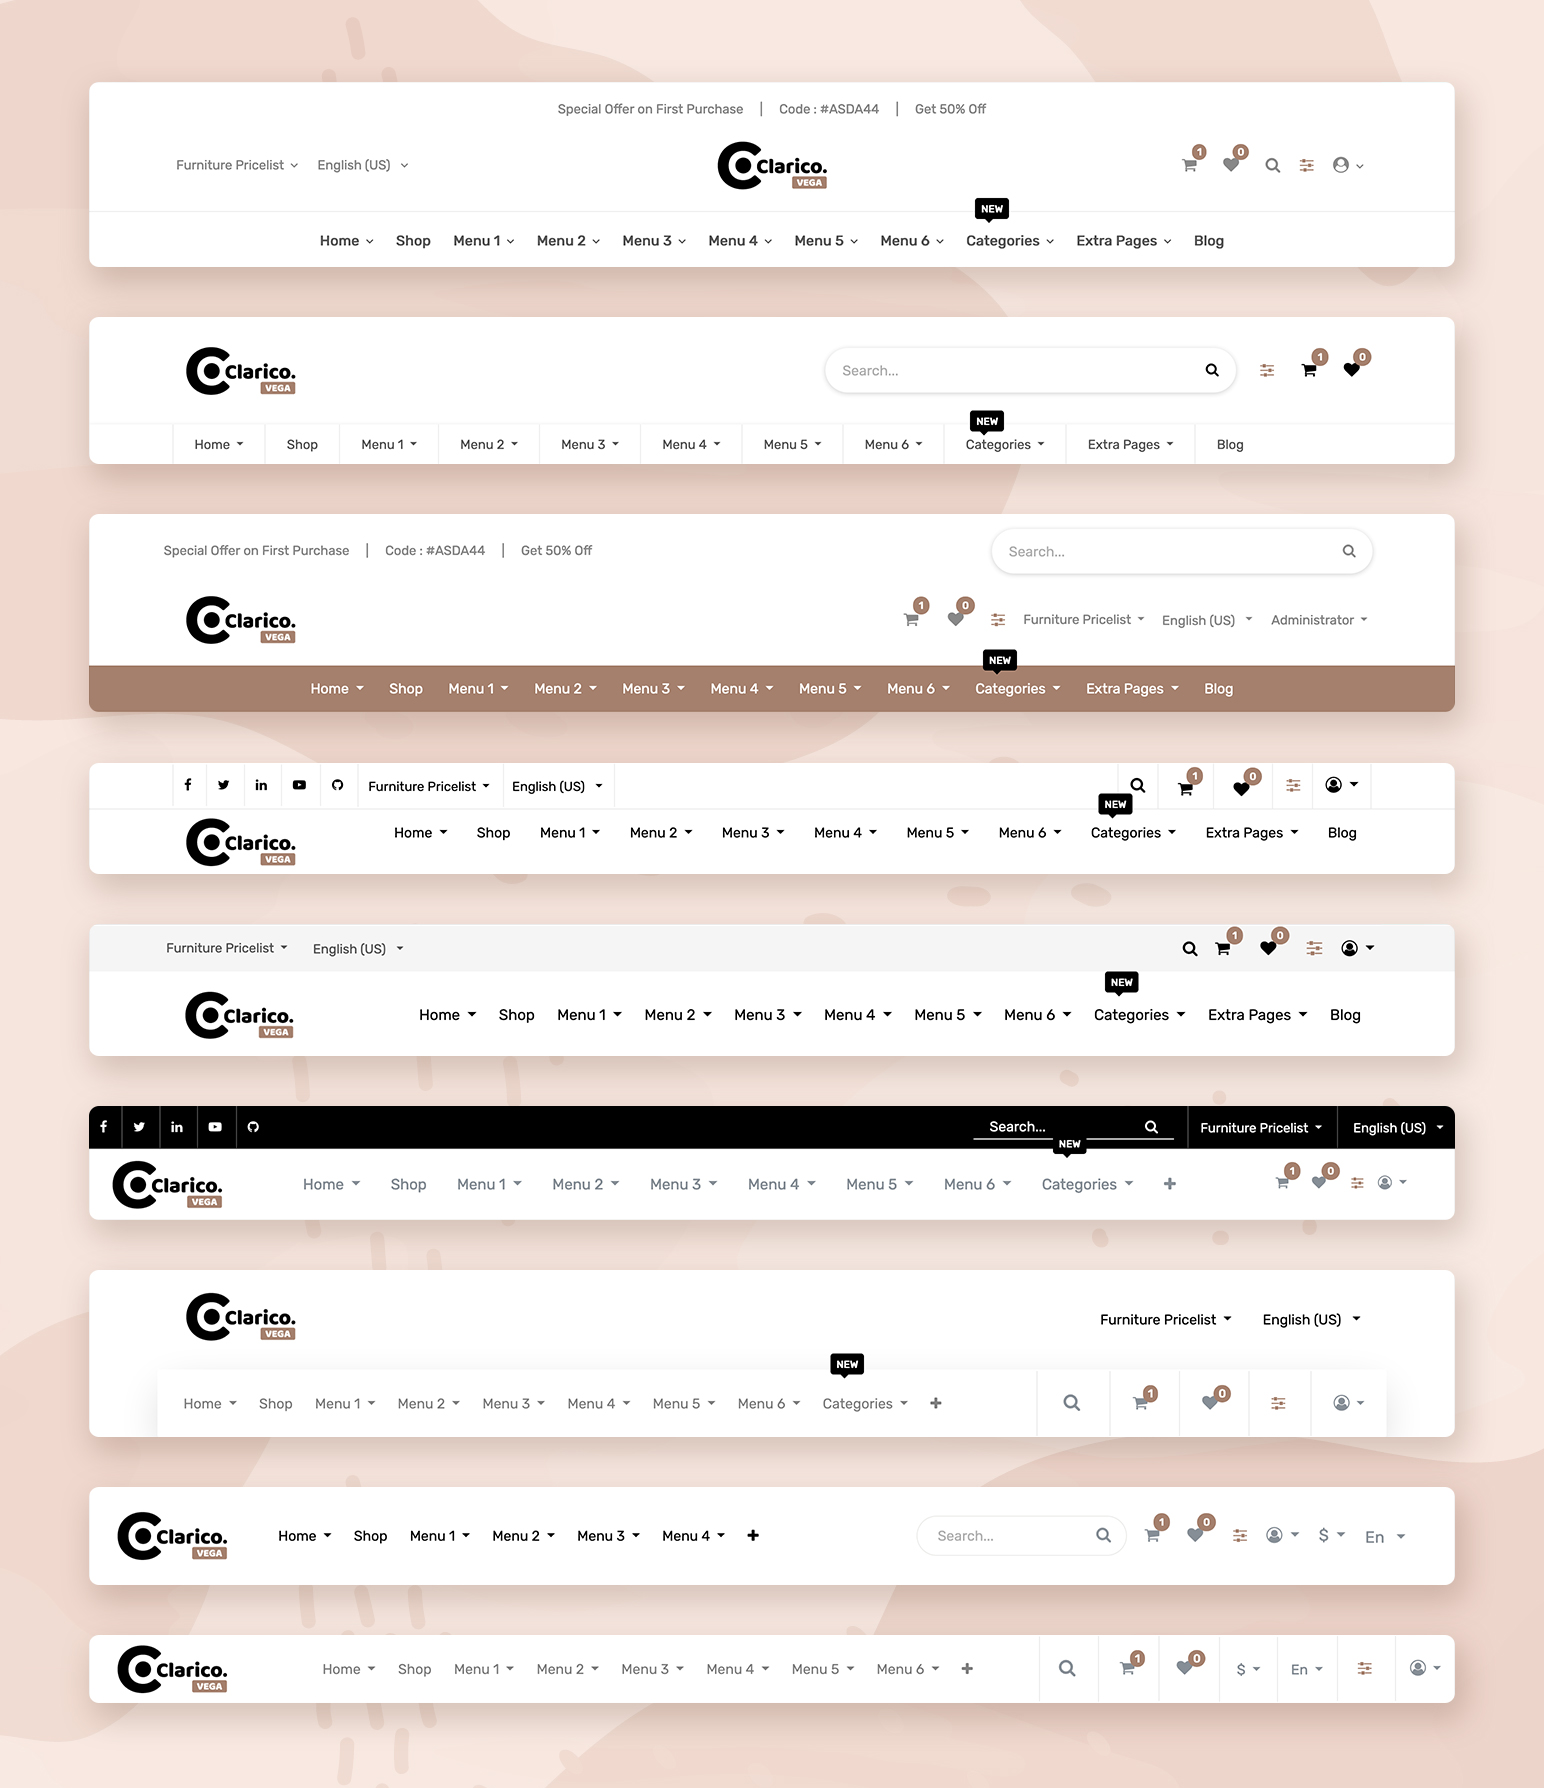 Special Offer on First Purchase | Code : #ASDA44 | Get 50% Off
Furniture Pricelist English (US) Clarico. 1 0
VEGA
NEW
Home Shop Menu 1 Menu 2 Menu 3 Menu 4 Menu 5 Menu 6 Categories Extra Pages Blog
Clarico. Search... 1 0
VEGA
NEW
Home Shop Menu 1 Menu 2 Menu 3 Menu 4 Menu 5 Menu 6 Categories Extra Pages Blog
Special Offer on First Purchase | Code : #ASDA44 | Get 50% Off Search...
Clarico. 1 0 Furniture Pricelist English (US) Administrator
VEGA
NEW
Home Shop Menu 1 Menu 2 Menu 3 Menu 4 Menu 5 Menu 6 Categories Extra Pages Blog
Furniture Pricelist English (US) 1 0
NEW
Clarico. Home Shop Menu 1 Menu 2 Menu 3 Menu 4 Menu 5 Menu 6 Categories Extra Pages Blog
VEGA
Furniture Pricelist English (US) 1 0
NEW
Clarico. Home Shop Menu 1 Menu 2 Menu 3 Menu 4 Menu 5 Menu 6 Categories Extra Pages Blog
VEGA
Search... Furniture Pricelist English (US)
NEW
Clarico. Home Shop Menu 1 Menu 2 Menu 3 Menu 4 Menu 5 Menu 6 Categories 1 0
VEGA
Clarico. Furniture Pricelist English (US)
VEGA
NEW
Home Shop Menu 1 Menu 2 Menu 3 Menu 4 Menu 5 Menu 6 Categories 1 0
Clarico. Home Shop Menu 1 Menu 2 Menu 3 Menu 4 Search... 1 0 $ En
VEGA
Clarico. Home Shop Menu 1 Menu 2 Menu 3 Menu 4 Menu 5 Menu 6 1 0 $ En
VEGA